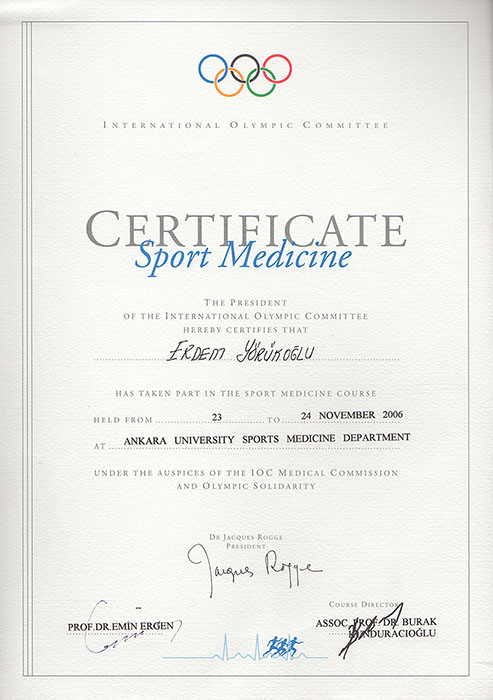 INTERNATIONAL OLYMPIC COMMITTEE
CERTIFICATE
Sport Medicine
THE PRESIDENT
OF THE INTERNATIONAL OLYMPIC COMMITTEE
HEREBY CERTIFIES THAT
ERDEM YÖRÜKOĞLU
HAS TAKEN PART IN THE SPORT MEDICINE COURSE
HELD FROM 23 TO 24 NOVEMBER 2006
AT ANKARA UNIVERSITY SPORTS MEDICINE DEPARTMENT
UNDER THE AUSPICES OF THE IOC MEDICAL COMMISSION
AND OLYMPIC SOLIDARITY
DR JACQUES ROGGE
PRESIDENT
Jacques Rogge
COURSE DIRECTOR
PROF.DR.EMIN ERGEN
ASSOC. PROF. DR. BURAK
KUNDURACIOĞLU